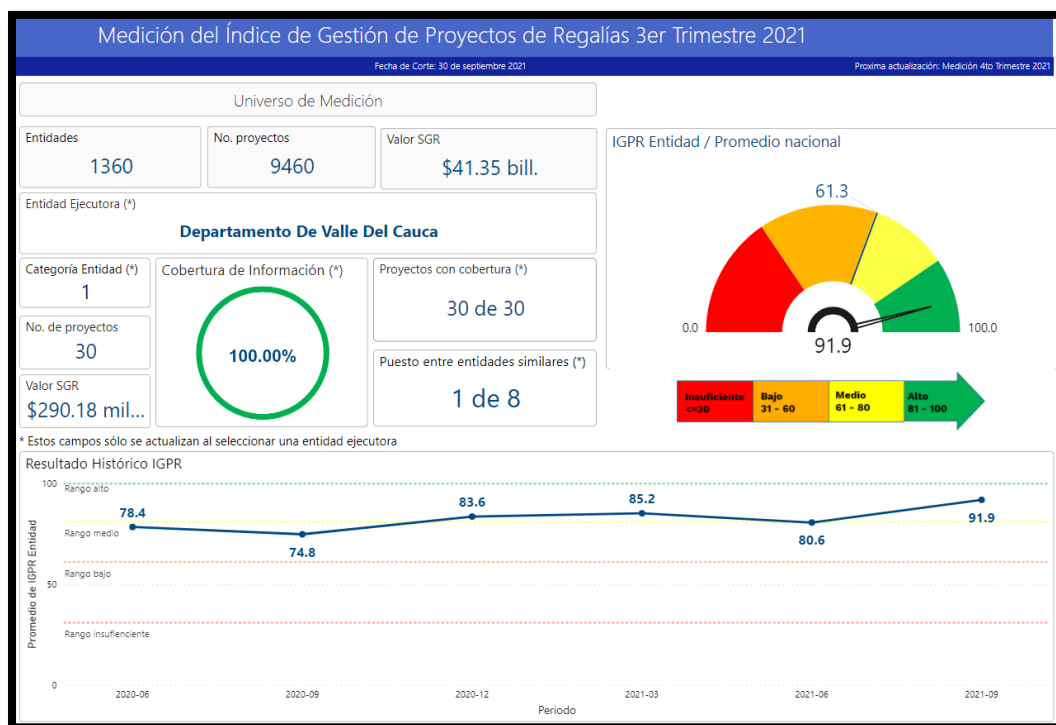 Medición del Índice de Gestión de Proyectos de Regalías 3er Trimestre 2021
Fecha de Corte: 30 de septiembre 2021
Proxima actualización: Medición 4to Trimestre 2021
Universo de Medición
Entidades
1360
No. proyectos
9460
Valor SGR
$41.35 bill.
Entidad Ejecutora (*)
Departamento De Valle Del Cauca
Categoría Entidad (*)
1
No. de proyectos
30
Valor SGR
$290.18 mil...
Cobertura de Información (*)
100.00%
Proyectos con cobertura (*)
30 de 30
Puesto entre entidades similares (*)
1 de 8
IGPR Entidad / Promedio nacional
61.3
0.0
100.0
91.9
Insuficiente
<=30
Bajo
31 - 60
Medio
61 - 80
Alto
81 - 100
* Estos campos sólo se actualizan al seleccionar una entidad ejecutora
Resultado Histórico IGPR
Promedio de IGPR Entidad
100
50
0
Rango alto
Rango medio
Rango bajo
Rango insufienciente
78.4
74.8
83.6
85.2
80.6
91.9
2020-06
2020-09
2020-12
2021-03
2021-06
2021-09
Periodo